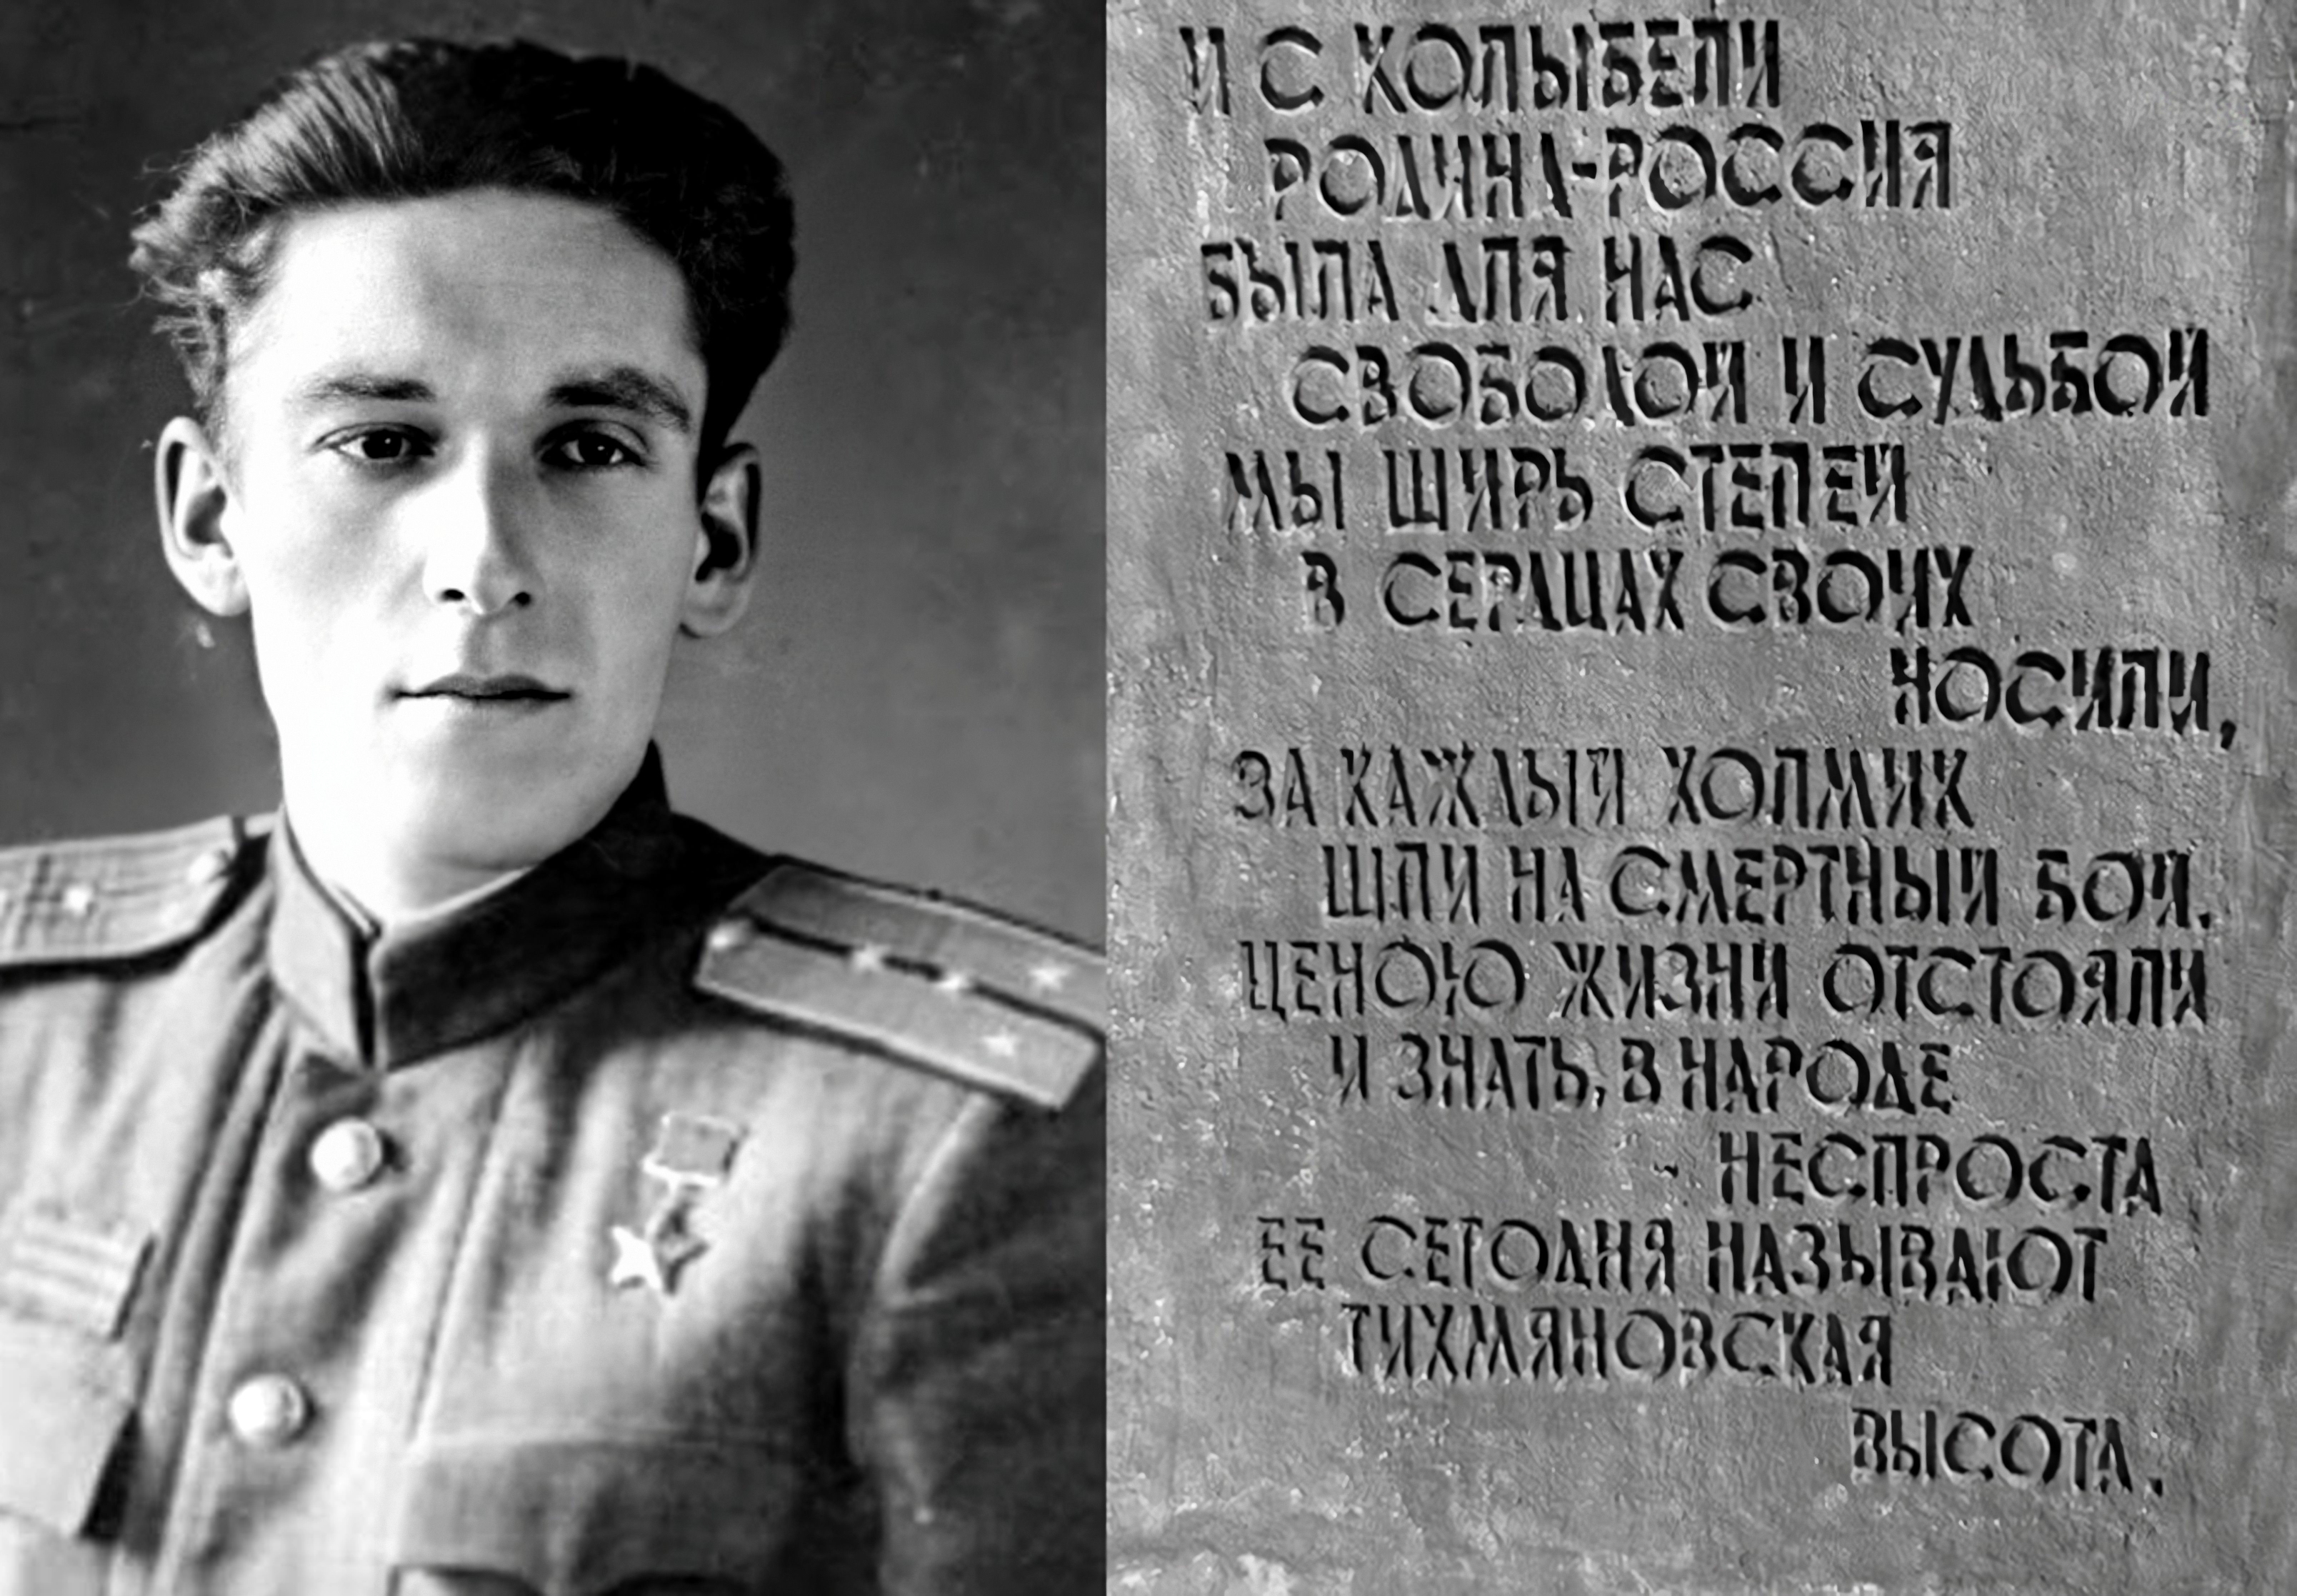 И С КОЛЫБЕЛИ
РОДИНА-РОССИЯ
БЫЛА ДЛЯ НАС
СВОБОДОЙ И СУДЬБОЙ
МЫ ШИРЬ СТЕПЕЙ
В СЕРДЦАХ СВОИХ
НОСИЛИ,
ЗА КАЖДЫЙ ХОЛМИК
ШЛИ НА СМЕРТНЫЙ БОЙ.
ЦЕНОЮ ЖИЗНИ ОТСТОЯЛИ
И ЗНАТЬ, В НАРОДЕ
- НЕСПРОСТА
ЕЕ СЕГОДНЯ НАЗЫВАЮТ
ТИХМЯНОВСКАЯ
ВЫСОТА.